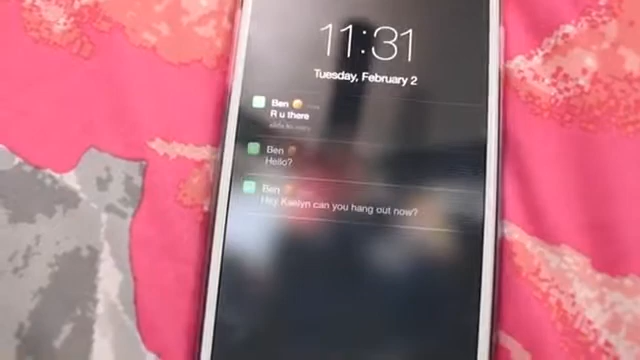 11:31
Tuesday, February 2
Ben
R u there
Ben
Hello?
Ben
Hey Kaelyn can you hang out now?